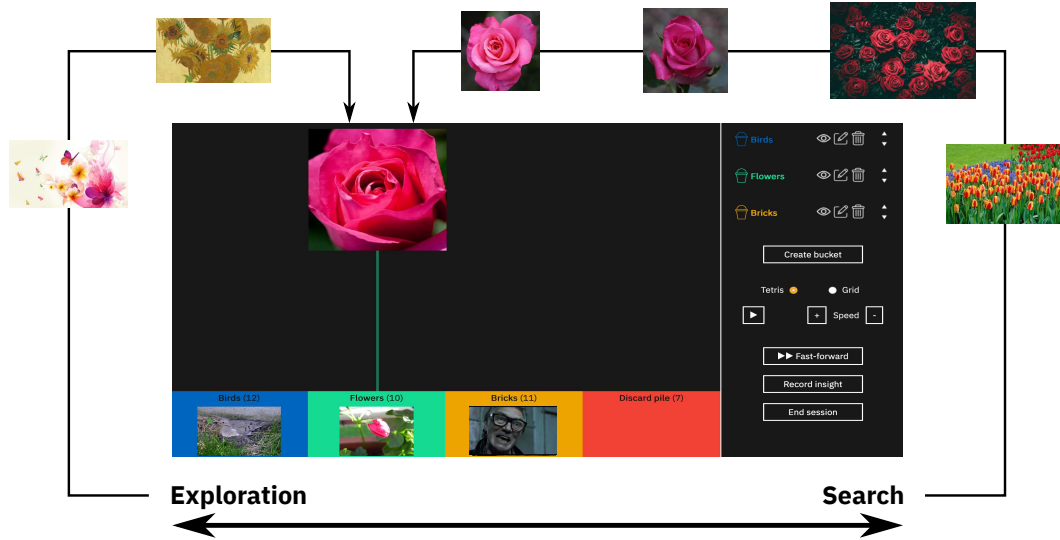 Birds
Flowers
Bricks
Create bucket
Tetris Grid
+ Speed -
Fast-forward
Record insight
End session
Birds (12) Flowers (10) Bricks (11) Discard pile (7)
Exploration Search